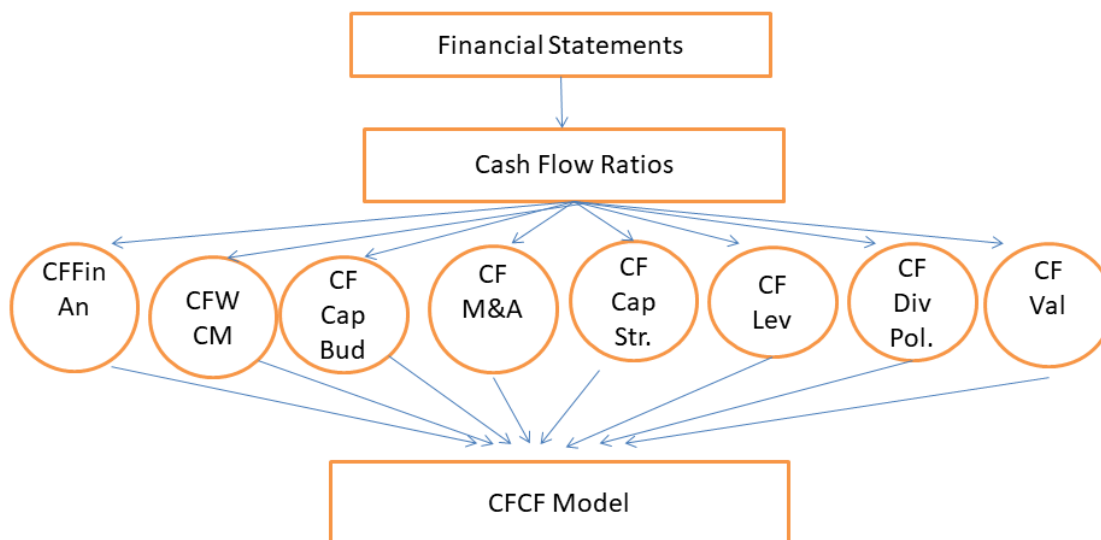 Financial Statements
Cash Flow Ratios
CFFin
An
CFW
CM
CF
Cap
Bud
CF
M&A
CF
Cap
Str.
CF
Lev
CF
Div
Pol.
CF
Val
CFCF Model